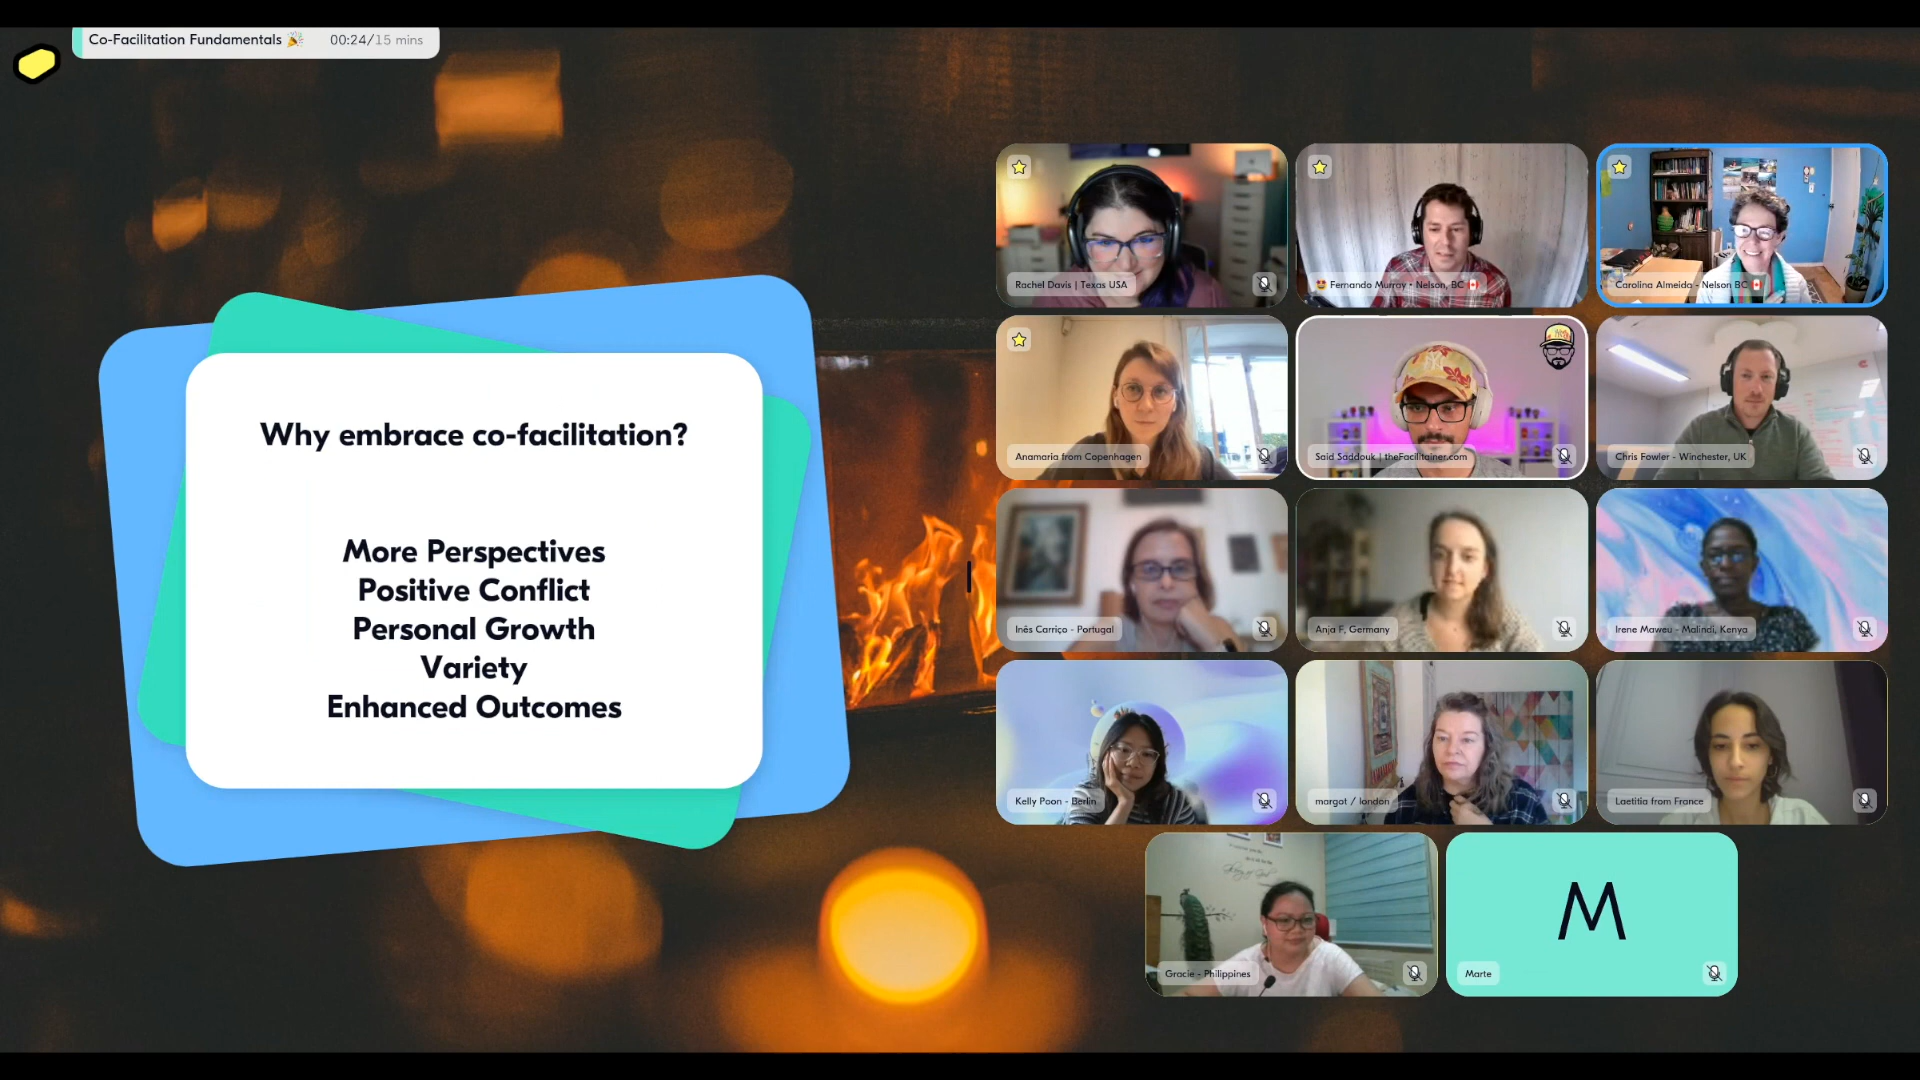 Co-Facilitation Fundamentals 🎉 00:24/15 mins
Why embrace co-facilitation?
More Perspectives
Positive Conflict
Personal Growth
Variety
Enhanced Outcomes
Rachel Davis | Texas USA
🤩 Fernando Murray • Nelson, BC 🇨🇦
Carolina Almeida - Nelson BC 🇨🇦
Anamaria from Copenhagen
Said Saddouk | theFacilitainer.com
Chris Fowler - Winchester, UK
Inês Carriço - Portugal
Anja F, Germany
Irene Maweu - Malindi, Kenya
Kelly Poon - Berlin
margot / london
Laetitia from France
Gracie - Philippines
M
Marte